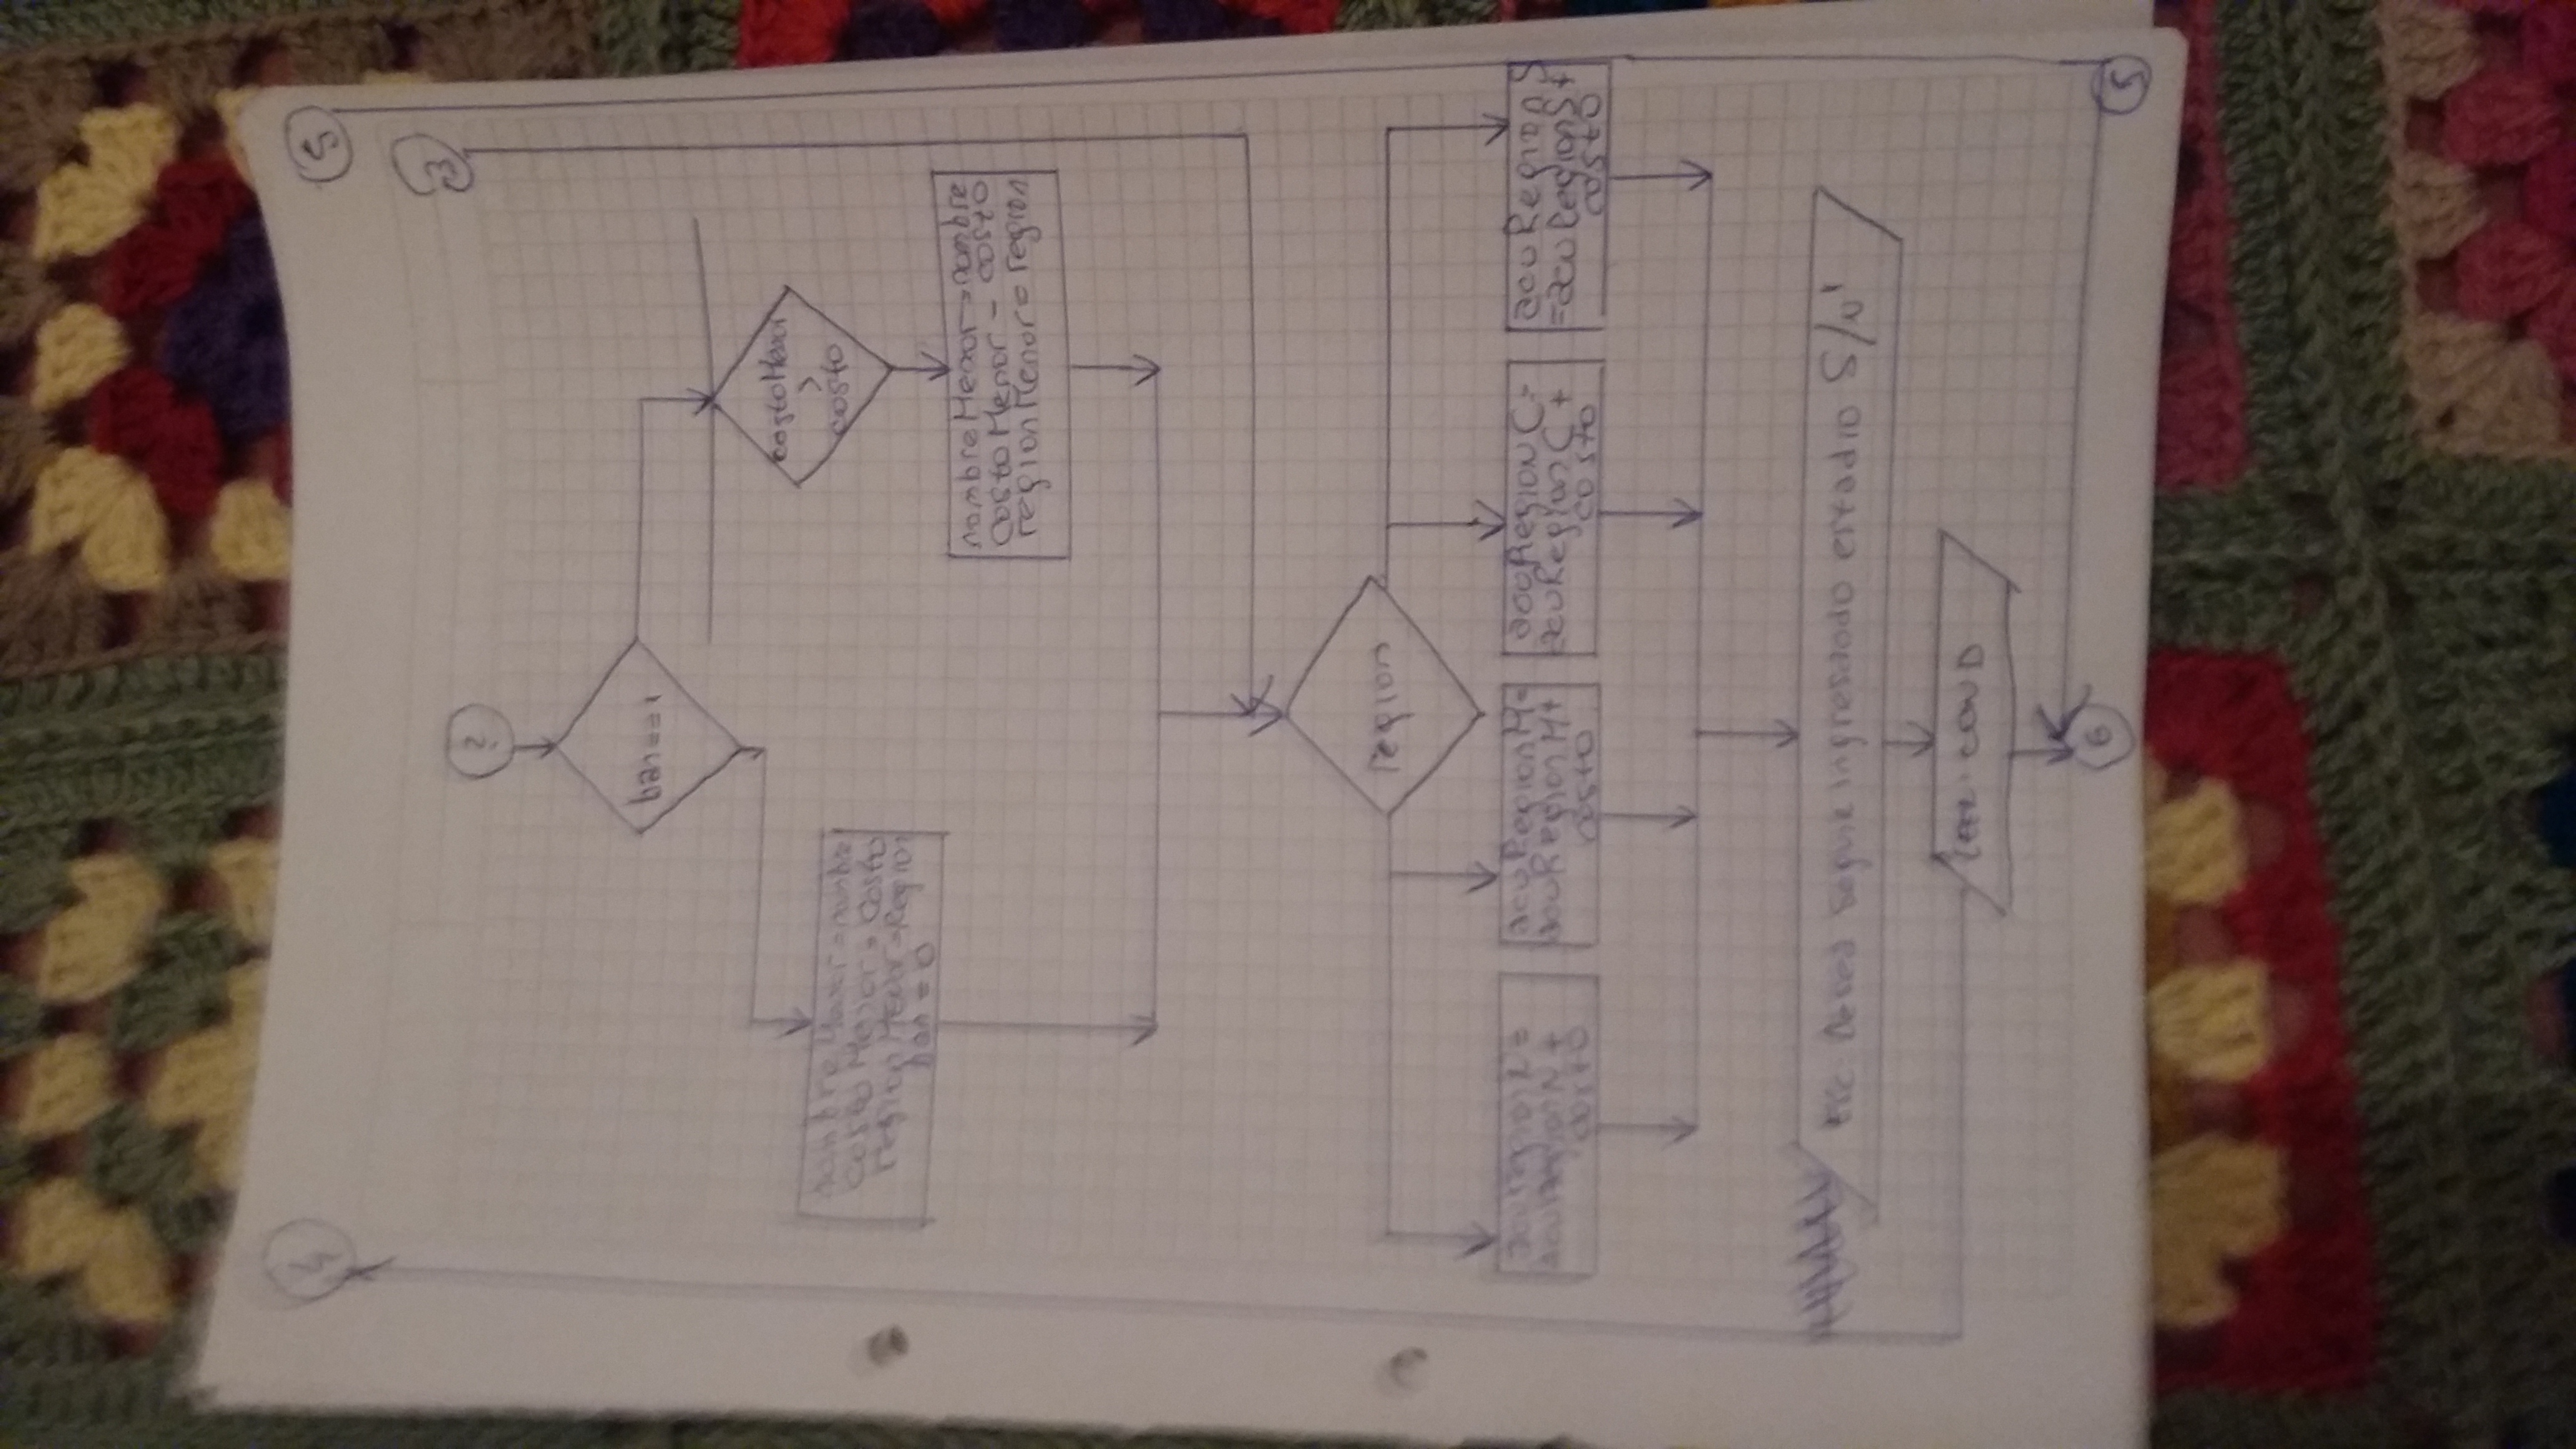 4
5
3
2
ban==1
costoMenor
>
costo
nombreMenor=nombre
costoMenor=costo
regionMenor=Region
ban=0
nombreMenor=nombre
costoMenor=costo
regionMenor=region
region
acuRegionN=
acuRegionN+
costo
acuRegionM=
acuRegionM+
costo
acuRegionC=
acuRegionC+
costo
acuRegionS
=acuRegionS+
costo
Desea seguir ingresando estadio S/N'
COND
6
5